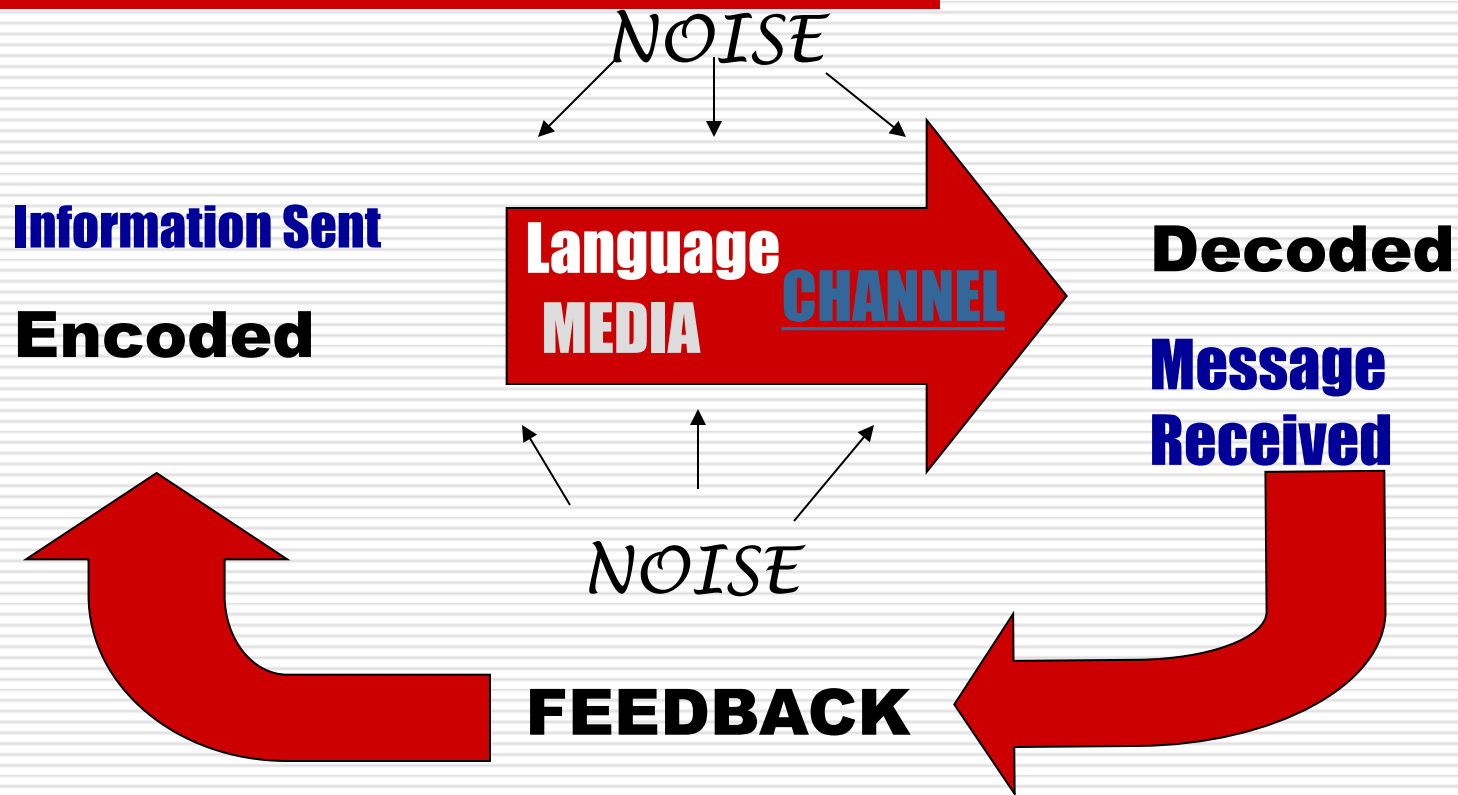 NOISE
Information Sent
Encoded
Language
MEDIA
CHANNEL
Decoded
Message
Received
NOISE
FEEDBACK